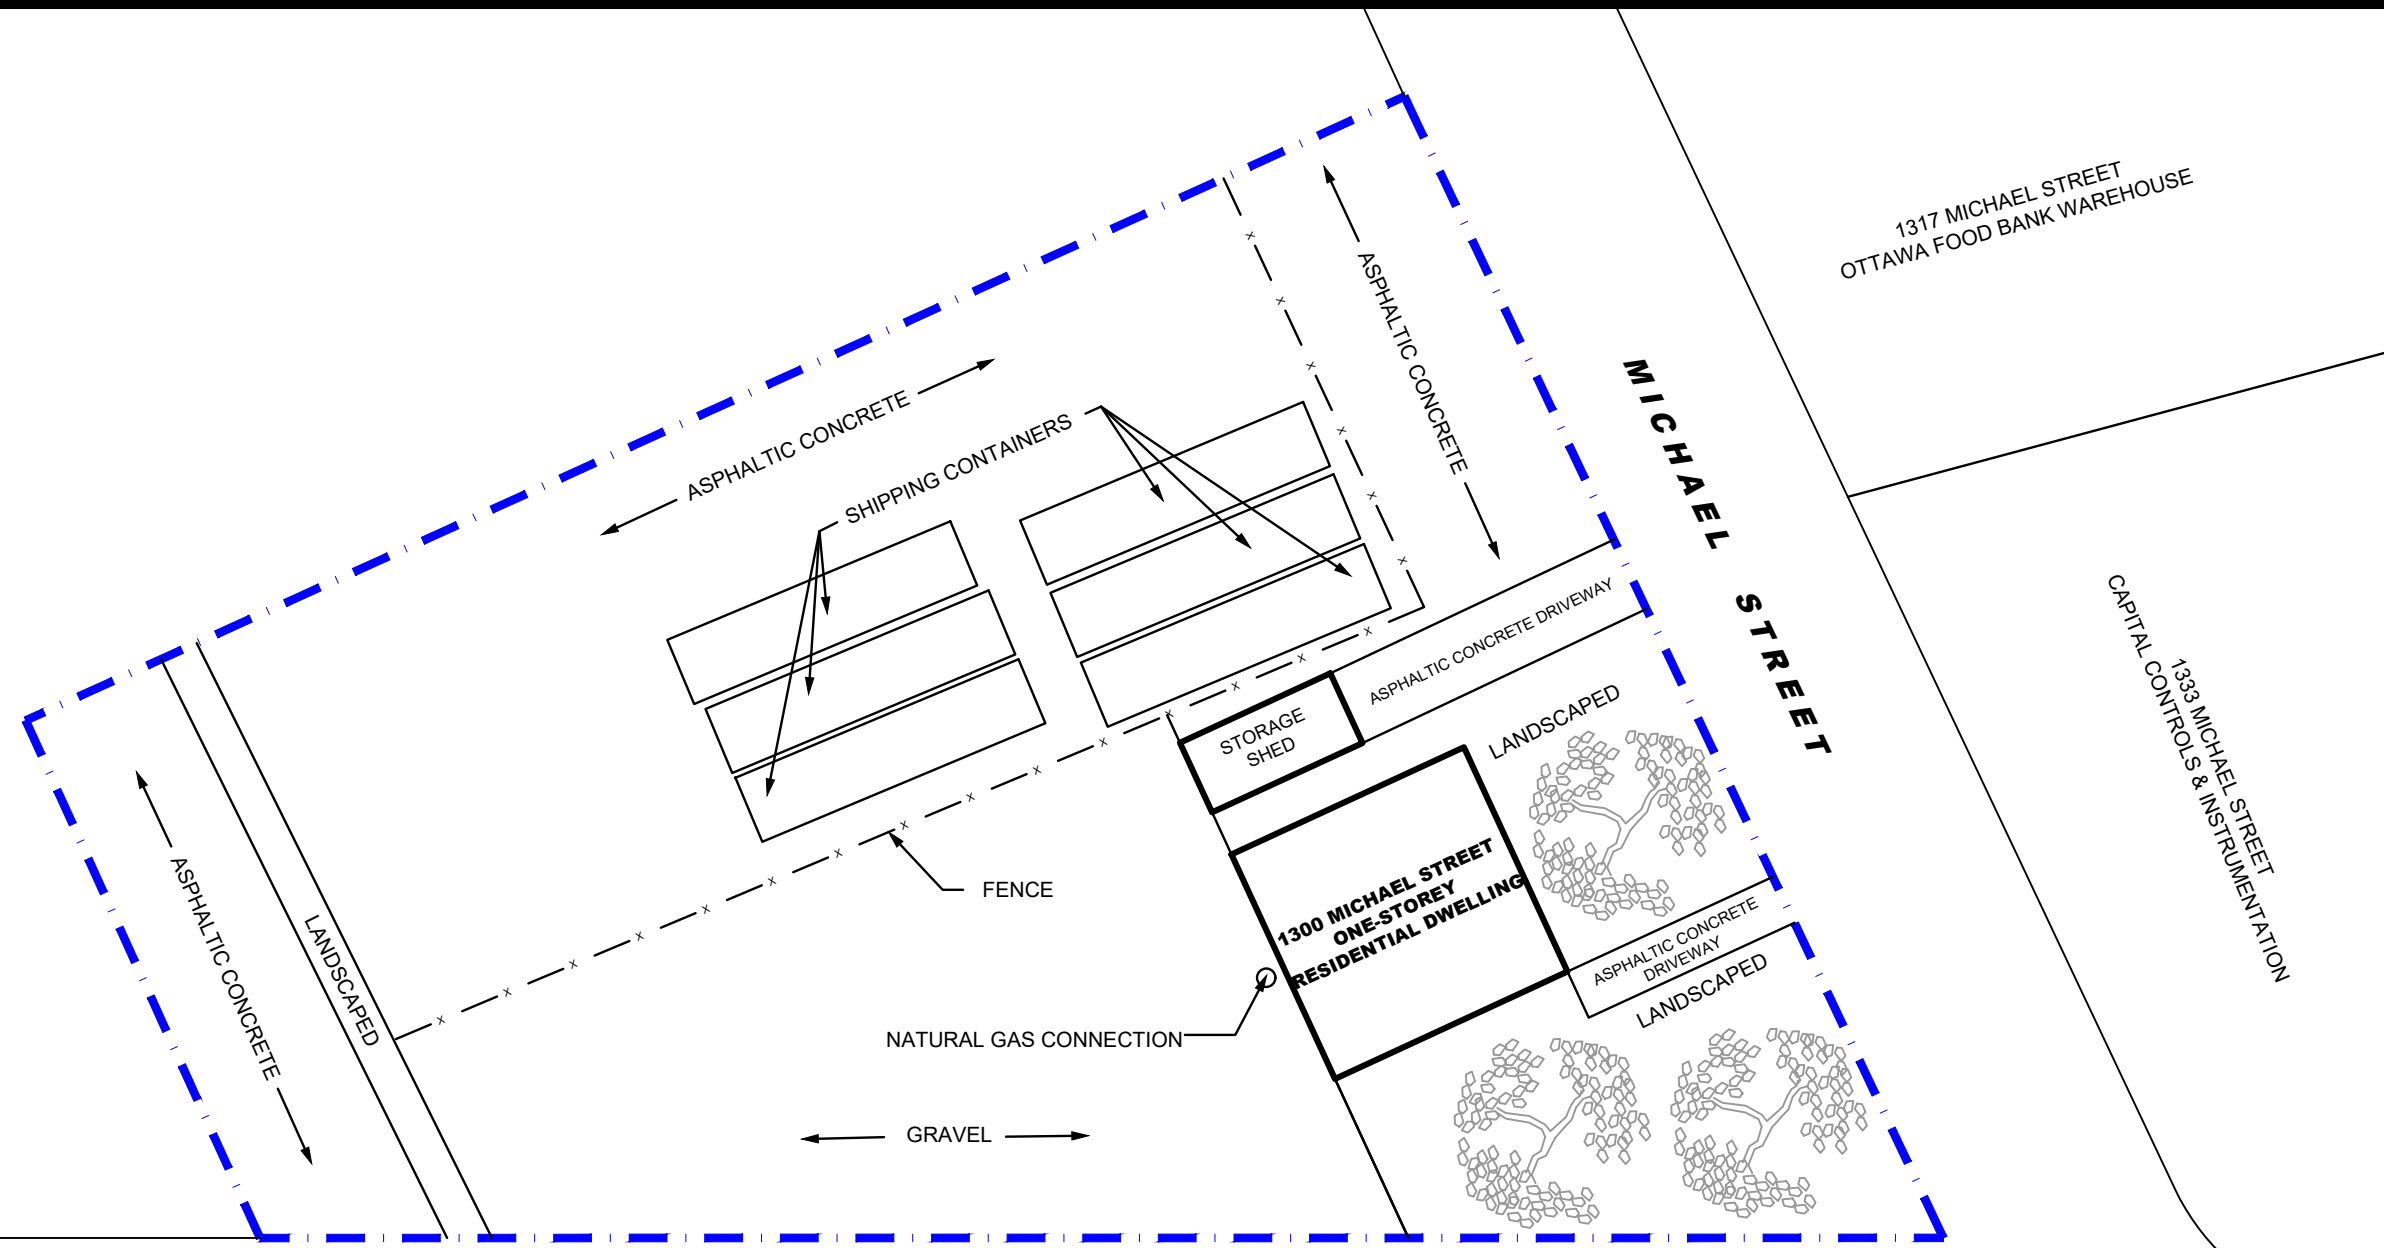 1317 MICHAEL STREET
OTTAWA FOOD BANK WAREHOUSE
ASPHALTIC CONCRETE
MICHAEL STREET
ASPHALTIC CONCRETE
SHIPPING CONTAINERS
ASPHALTIC CONCRETE DRIVEWAY
1333 MICHAEL STREET
CAPITAL CONTROLS & INSTRUMENTATION
LANDSCAPED
STORAGE
SHED
ASPHALTIC CONCRETE
LANDSCAPED
FENCE
1300 MICHAEL STREET
ONE-STOREY
RESIDENTIAL DWELLING
ASPHALTIC CONCRETE
DRIVEWAY
LANDSCAPED
NATURAL GAS CONNECTION
GRAVEL